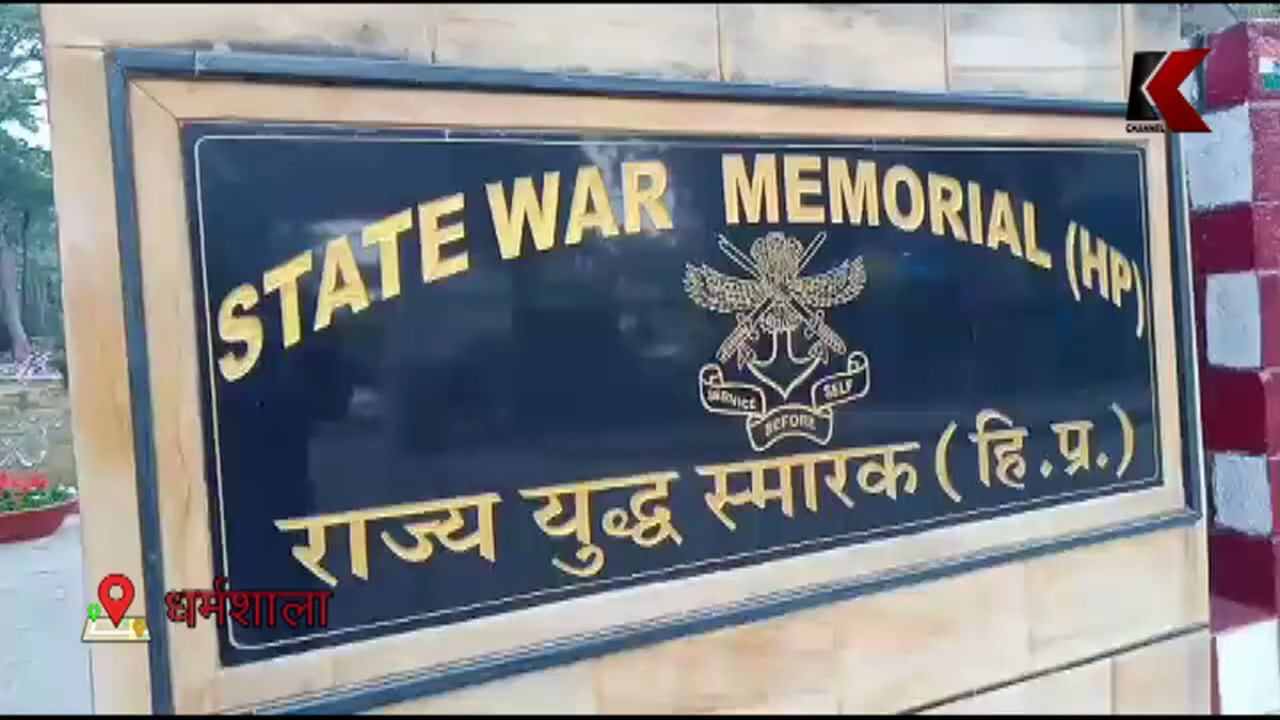 CHANNEL
STATE WAR MEMORIAL (HP)
SERVICE BEFORE SELF
राज्य युद्ध स्मारक ( हि.प्र.)
धर्मशाला